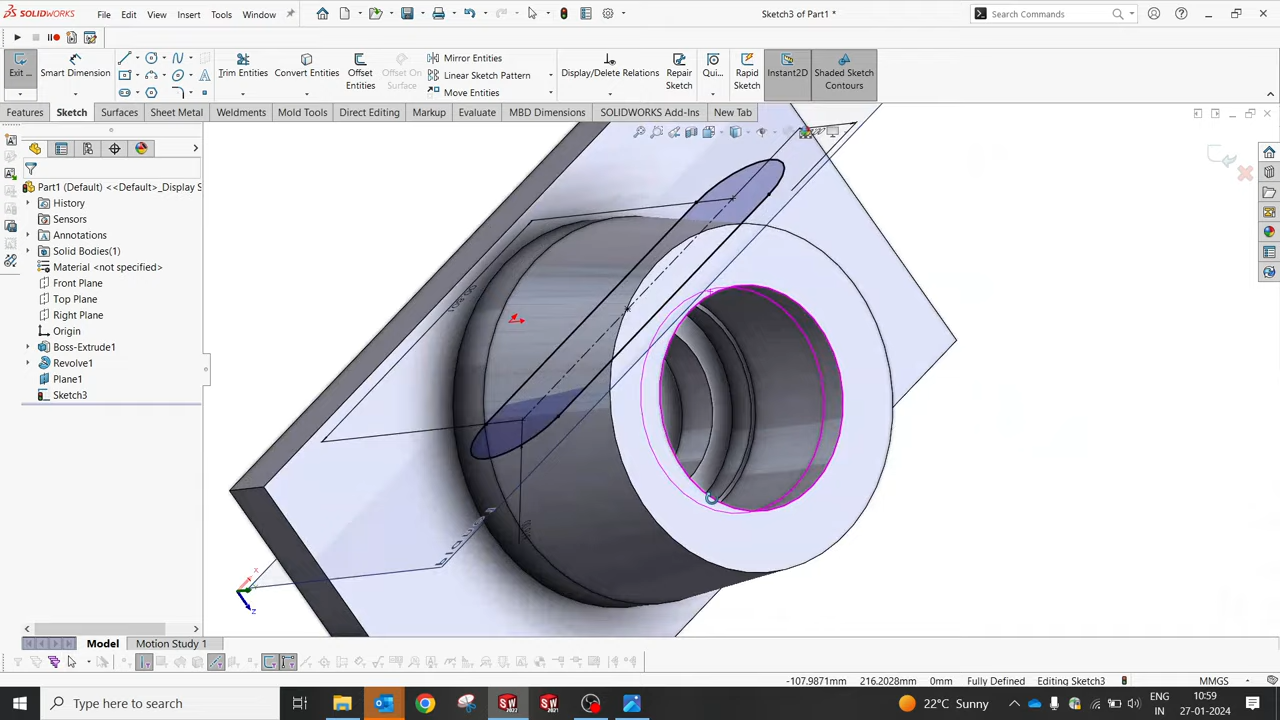 SOLIDWORKS
File Edit View Insert Tools Window
Sketch3 of Part1 *
Search Commands
Exit ...
Smart Dimension
Trim Entities
Convert Entities
Offset Entities
Offset On Surface
Mirror Entities
Linear Sketch Pattern
Move Entities
Display/Delete Relations
Repair Sketch
Qui...
Rapid Sketch
Instant2D
Shaded Sketch Contours
Features Sketch Surfaces Sheet Metal Weldments Mold Tools Direct Editing Markup Evaluate MBD Dimensions SOLIDWORKS Add-Ins New Tab
Part1 (Default) <<Default>_Display S
History
Sensors
Annotations
Solid Bodies(1)
Material <not specified>
Front Plane
Top Plane
Right Plane
Origin
Boss-Extrude1
Revolve1
Plane1
Sketch3
X
Z
Model Motion Study 1
-107.9871mm 216.2028mm 0mm Fully Defined Editing Sketch3 MMGS
Type here to search
22°C Sunny
ENG
IN
10:59
27-01-2024